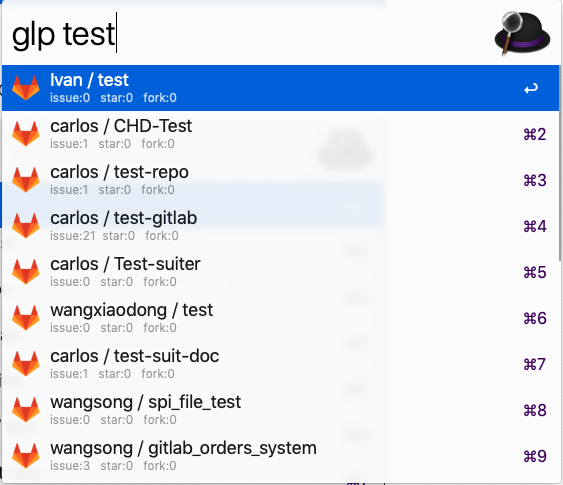 glp test
Ivan / test
issue:0 star:0 fork:0
carlos / CHD-Test
issue:1 star:0 fork:0
⌘2
carlos / test-repo
issue:1 star:0 fork:0
⌘3
carlos / test-gitlab
issue:21 star:0 fork:0
⌘4
carlos / Test-suiter
issue:0 star:0 fork:0
⌘5
wangxiaodong / test
issue:0 star:0 fork:0
⌘6
carlos / test-suit-doc
issue:1 star:0 fork:0
⌘7
wangsong / spi_file_test
issue:0 star:0 fork:0
⌘8
wangsong / gitlab_orders_system
issue:3 star:0 fork:0
⌘9